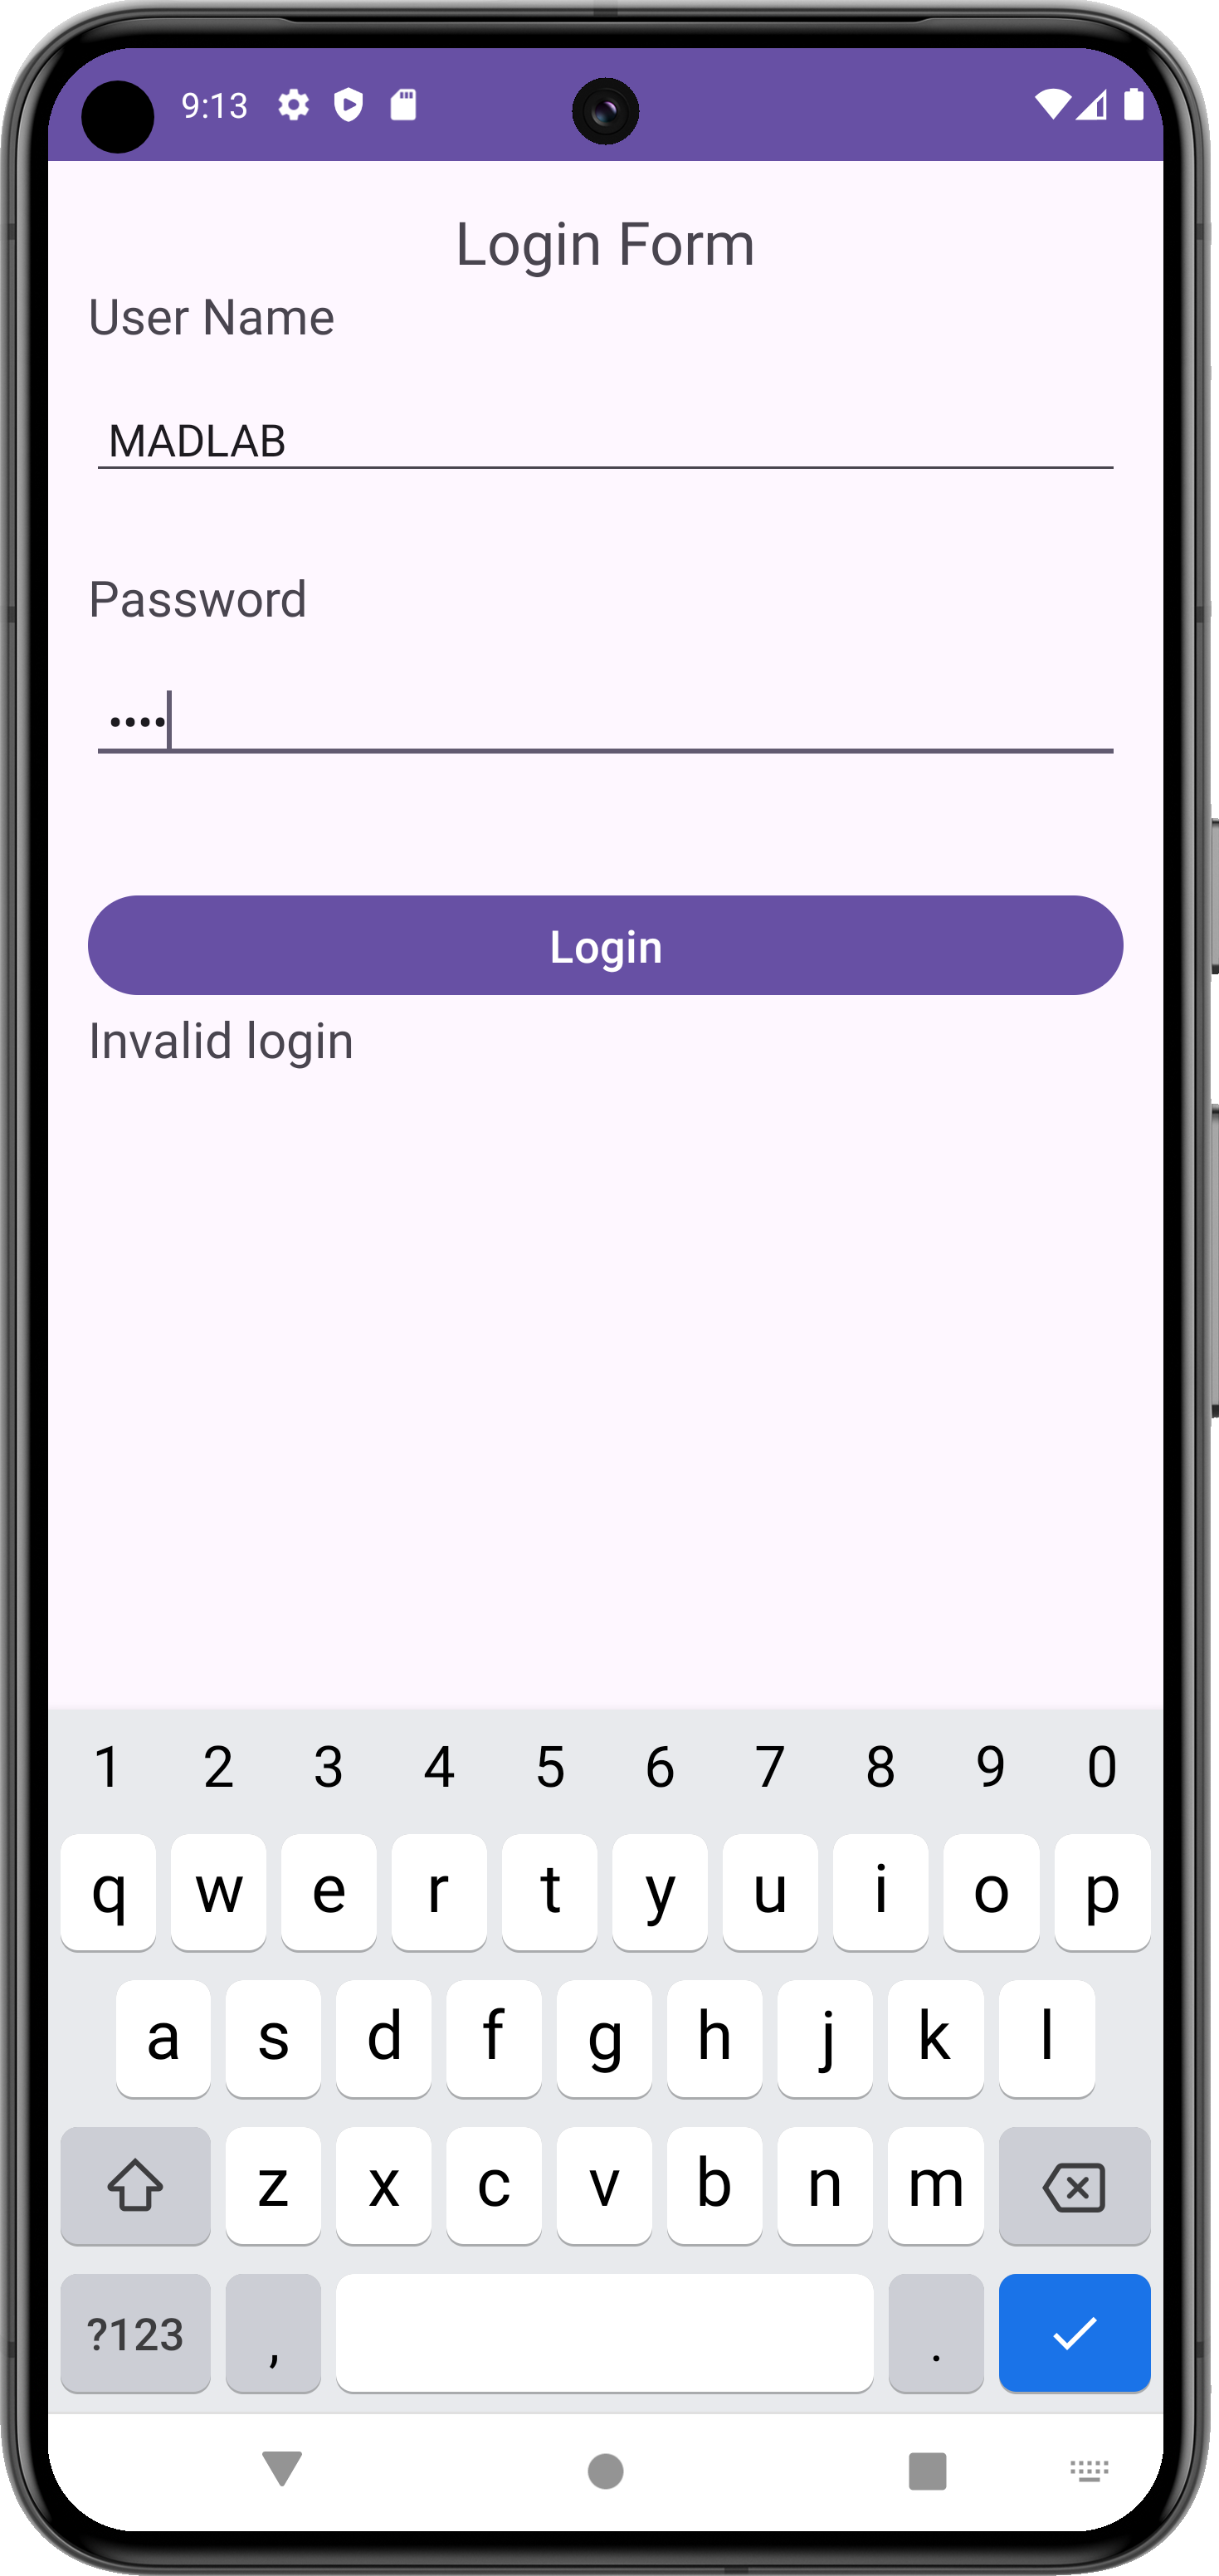 9:13
Login Form
User Name
MADLAB
Password
••••
Login
Invalid login
1 2 3 4 5 6 7 8 9 0
q w e r t y u i o p
a s d f g h j k l
z x c v b n m
?123 , .